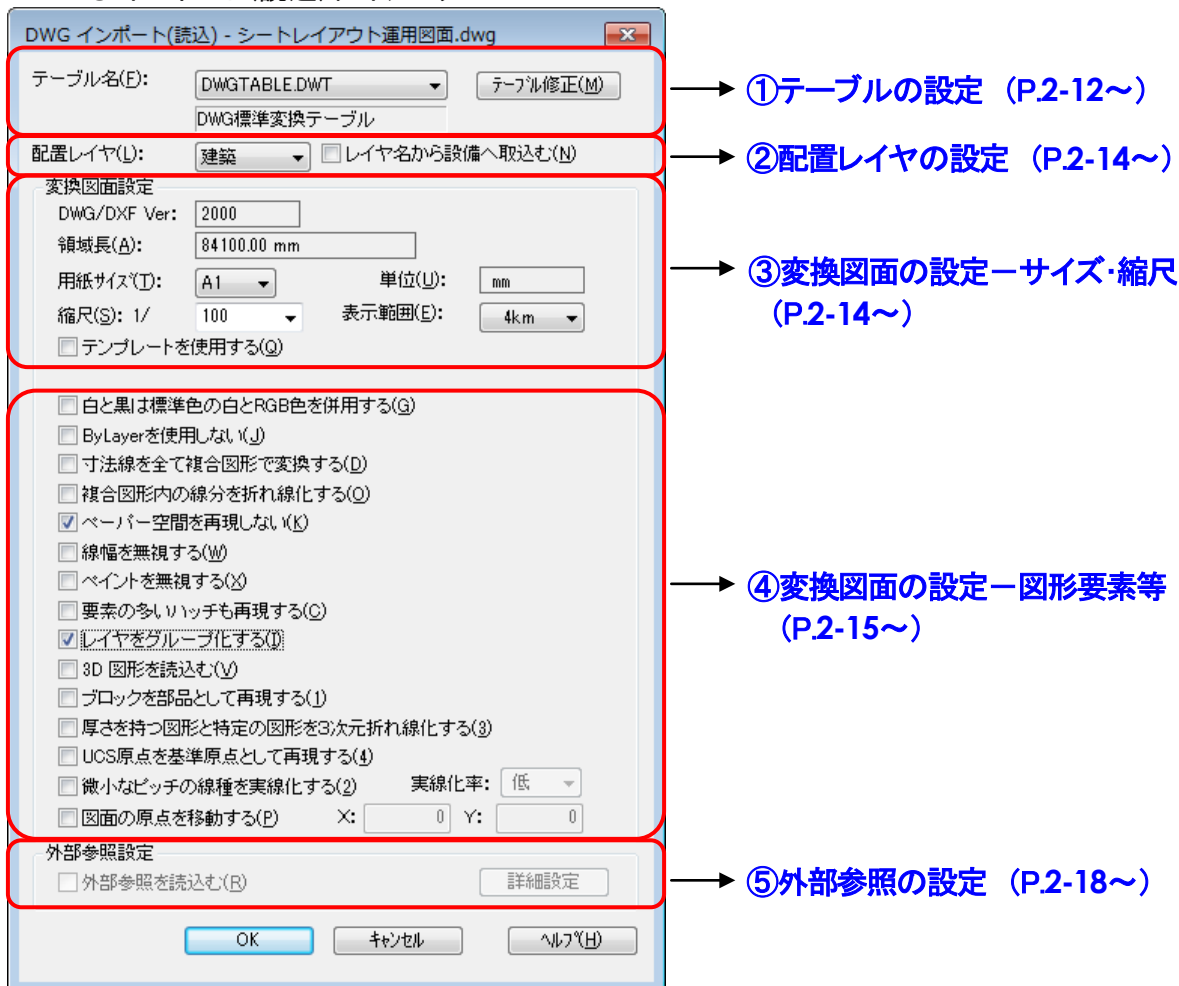 DWG インポート(読込) - シートレイアウト運用図面.dwg
テーブル名(F): DWGTABLE.DWT テーブル修正(M)
DWG標準変換テーブル
①テーブルの設定 (P.2-12～)
配置レイヤ(L): 建築 レイヤ名から設備へ取込む(N)
②配置レイヤの設定 (P.2-14～)
変換図面設定
DWG/DXF Ver: 2000
領域長(A): 84100.00 mm
用紙サイズ(T): A1 単位(U): mm
縮尺(S): 1/ 100 表示範囲(E): 4km
テンプレートを使用する(Q)
③変換図面の設定－サイズ・縮尺
(P.2-14～)
白と黒は標準色の白とRGB色を併用する(G)
ByLayerを使用しない(J)
寸法線を全て複合図形で変換する(D)
複合図形内の線分を折れ線化する(O)
ペーパー空間を再現しない(K)
線幅を無視する(W)
ペイントを無視する(X)
要素の多いハッチも再現する(C)
レイヤをグループ化する(I)
3D 図形を読込む(V)
ブロックを部品として再現する(1)
厚さを持つ図形と特定の図形を3次元折れ線化する(3)
UCS原点を基準原点として再現する(4)
微小なピッチの線種を実線化する(2) 実線化率: 低
図面の原点を移動する(P) X: 0 Y: 0
④変換図面の設定－図形要素等
(P.2-15～)
外部参照設定
外部参照を読込む(R) 詳細設定
⑤外部参照の設定 (P.2-18～)
OK キャンセル ヘルプ(H)